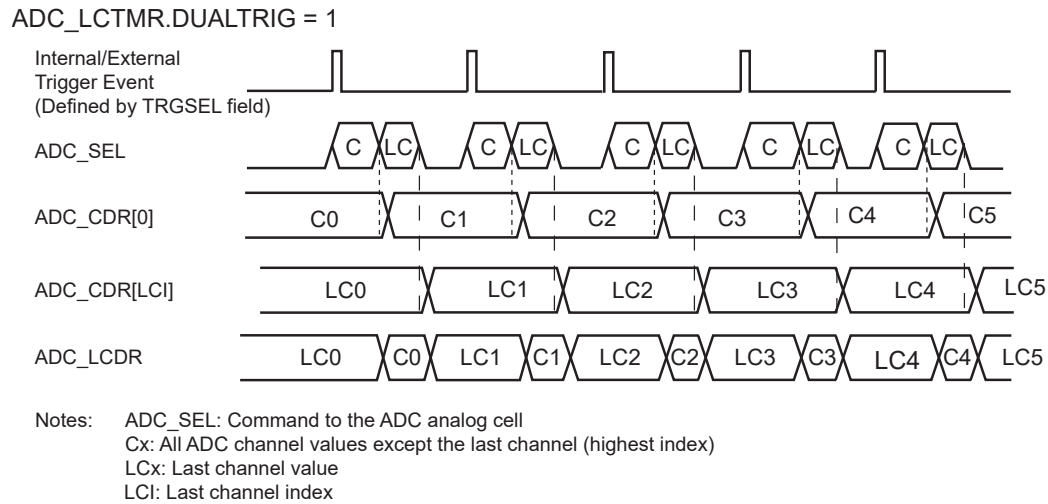 ADC_LCTMR.DUALTRIG = 1
Internal/External
Trigger Event
(Defined by TRGSEL field)
ADC_SEL C LC C LC C LC C LC C LC
ADC_CDR[0] C0 C1 C2 C3 C4 C5
ADC_CDR[LCI] LC0 LC1 LC2 LC3 LC4 LC5
ADC_LCDR LC0 C0 LC1 C1 LC2 C2 LC3 C3 LC4 C4 LC5
Notes: ADC_SEL: Command to the ADC analog cell
Cx: All ADC channel values except the last channel (highest index)
LCx: Last channel value
LCI: Last channel index